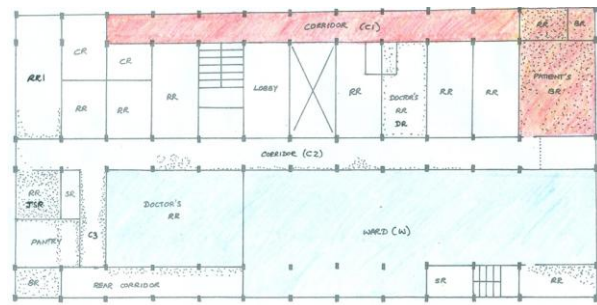 CORRIDOR (C1)
RR
BR
RR1
CR
CR
RR
RR
RR
LOBBY
RR
DOCTOR'S
RR
DR
RR
RR
PATIENT'S
BR
CORRIDOR (C2)
RR
JSR
SR
PANTRY
C3
DOCTOR'S
RR
WARD (W)
BR
REAR CORRIDOR
SR
RR